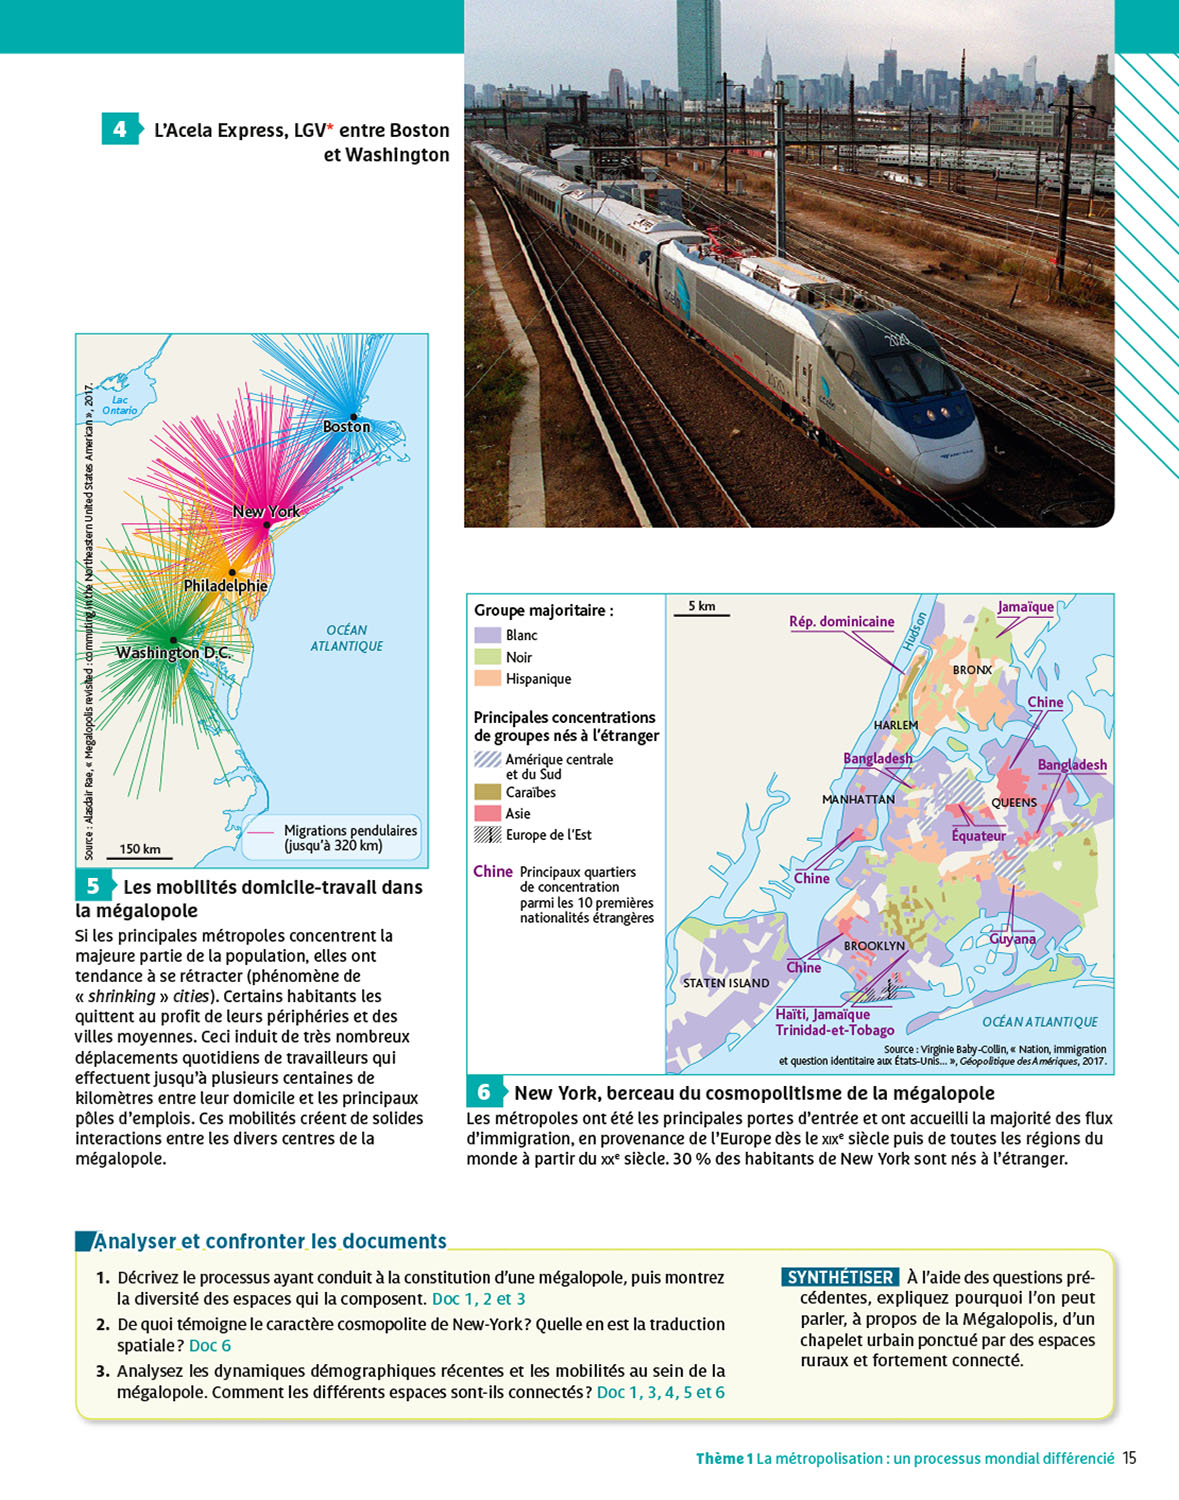 4 L’Acela Express, LGV* entre Boston
et Washington
2020
2020
acela
Lac
Ontario
Boston
New York
Philadelphie
Washington D.C.
OCÉAN
ATLANTIQUE
Migrations pendulaires
(jusqu’à 320 km)
150 km
Source : Alasdair Rae, « Megalopolis revisited : commuting in the Northeastern United States American », 2017.
5 Les mobilités domicile-travail dans
la mégalopole
Si les principales métropoles concentrent la
majeure partie de la population, elles ont
tendance à se rétracter (phénomène de
« shrinking » cities). Certains habitants les
quittent au profit de leurs périphéries et des
villes moyennes. Ceci induit de très nombreux
déplacements quotidiens de travailleurs qui
effectuent jusqu’à plusieurs centaines de
kilomètres entre leur domicile et les principaux
pôles d’emplois. Ces mobilités créent de solides
interactions entre les divers centres de la
mégalopole.
Groupe majoritaire :
Blanc
Noir
Hispanique
Principales concentrations
de groupes nés à l’étranger
Amérique centrale
et du Sud
Caraïbes
Asie
Europe de l’Est
Chine Principaux quartiers
de concentration
parmi les 10 premières
nationalités étrangères
5 km
Rép. dominicaine
Hudson
Jamaïque
BRONX
Chine
HARLEM
Bangladesh
Bangladesh
MANHATTAN
QUEENS
Équateur
Chine
Guyana
BROOKLYN
Chine
STATEN ISLAND
Haïti, Jamaïque
Trinidad-et-Tobago
OCÉAN ATLANTIQUE
Source : Virginie Baby-Collin, « Nation, immigration
et question identitaire aux États-Unis... », Géopolitique des Amériques, 2017.
6 New York, berceau du cosmopolitisme de la mégalopole
Les métropoles ont été les principales portes d’entrée et ont accueilli la majorité des flux
d’immigration, en provenance de l’Europe dès le XIXe siècle puis de toutes les régions du
monde à partir du XXe siècle. 30 % des habitants de New York sont nés à l’étranger.
Analyser et confronter les documents
1. Décrivez le processus ayant conduit à la constitution d’une mégalopole, puis montrez
la diversité des espaces qui la composent. Doc 1, 2 et 3
2. De quoi témoigne le caractère cosmopolite de New-York ? Quelle en est la traduction
spatiale ? Doc 6
3. Analysez les dynamiques démographiques récentes et les mobilités au sein de la
mégalopole. Comment les différents espaces sont-ils connectés ? Doc 1, 3, 4, 5 et 6
SYNTHÉTISER À l’aide des questions pré-
cédentes, expliquez pourquoi l’on peut
parler, à propos de la Mégalopolis, d’un
chapelet urbain ponctué par des espaces
ruraux et fortement connecté.
Thème 1 La métropolisation : un processus mondial différencié 15